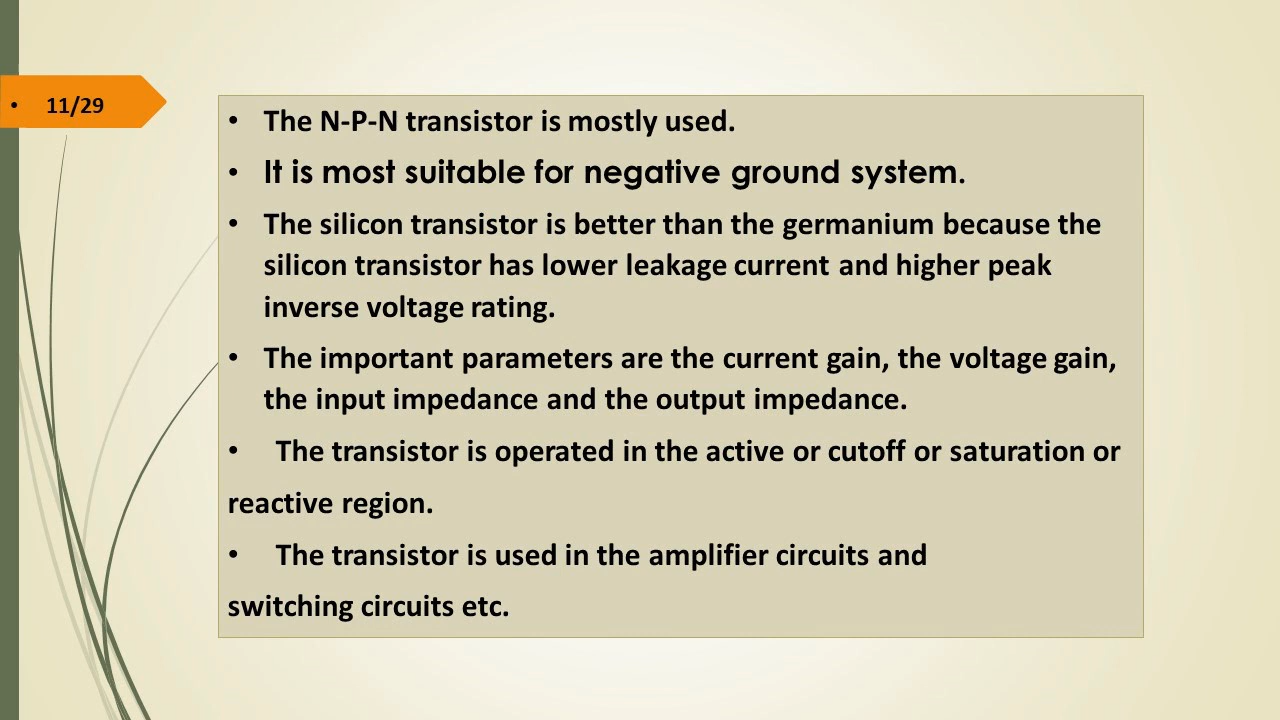 • 11/29
• The N-P-N transistor is mostly used.
• It is most suitable for negative ground system.
• The silicon transistor is better than the germanium because the
silicon transistor has lower leakage current and higher peak
inverse voltage rating.
• The important parameters are the current gain, the voltage gain,
the input impedance and the output impedance.
• The transistor is operated in the active or cutoff or saturation or
reactive region.
• The transistor is used in the amplifier circuits and
switching circuits etc.